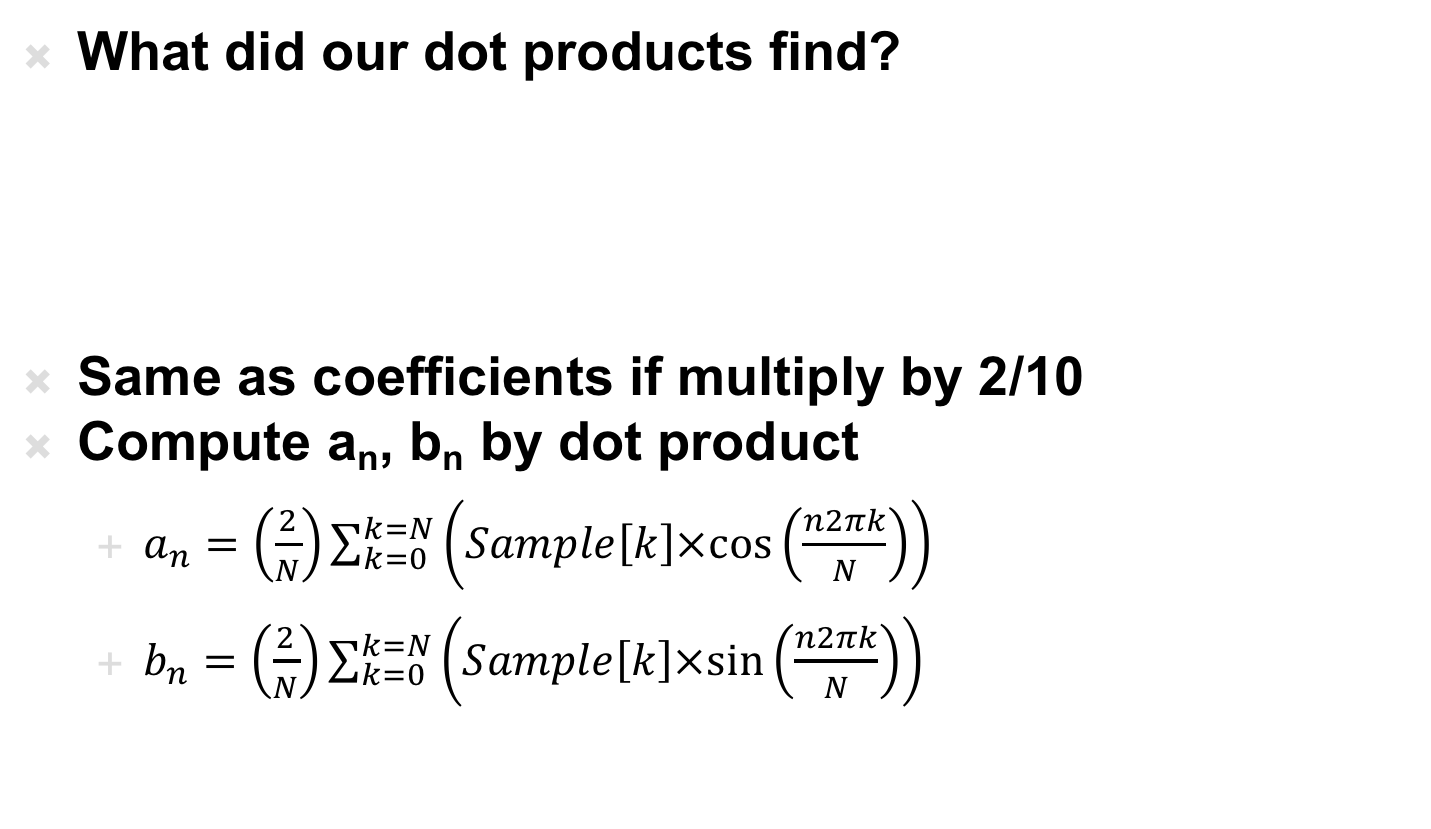 What did our dot products find?
Same as coefficients if multiply by 2/10
Compute aₙ, bₙ by dot product
+ aₙ = (2/N) ∑_{k=0}^{k=N} (Sample[k]×cos(n2πk/N))
+ bₙ = (2/N) ∑_{k=0}^{k=N} (Sample[k]×sin(n2πk/N))